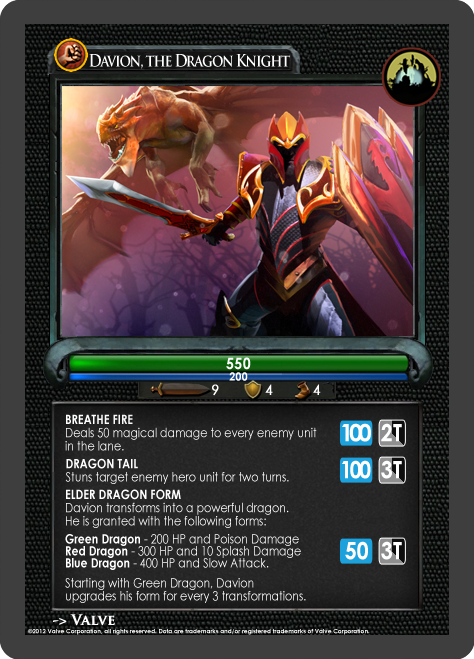 Davion, the Dragon Knight
550
200
9 4 4
BREATHE FIRE
Deals 50 magical damage to every enemy unit
in the lane.
100 2T
DRAGON TAIL
Stuns target enemy hero unit for two turns.
100 3T
ELDER DRAGON FORM
Davion transforms into a powerful dragon.
He is granted with the following forms:
Green Dragon - 200 HP and Poison Damage
Red Dragon - 300 HP and 10 Splash Damage
Blue Dragon - 400 HP and Slow Attack.
50 3T
Starting with Green Dragon, Davion
upgrades his form for every 3 transformations.
-> Valve
©2012 Valve Corporation, all rights reserved. Dota are trademarks and/or registered trademarks of Valve Corporation.